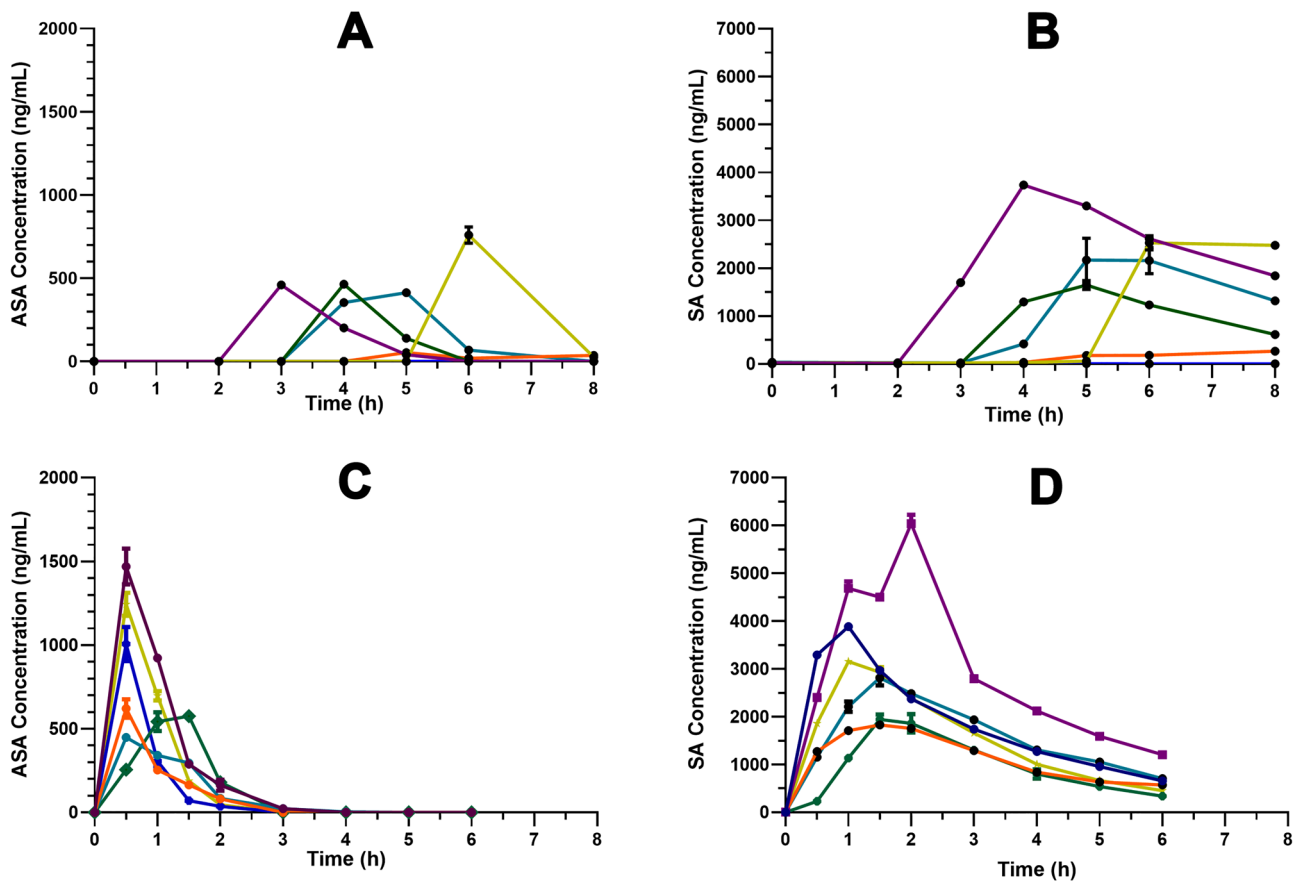 A
ASA Concentration (ng/mL)
2000
1500
1000
500
0
0 1 2 3 4 5 6 7 8
Time (h)
B
SA Concentration (ng/mL)
7000
6000
5000
4000
3000
2000
1000
0
0 1 2 3 4 5 6 7 8
Time (h)
C
ASA Concentration (ng/mL)
2000
1500
1000
500
0
0 1 2 3 4 5 6 7 8
Time (h)
D
SA Concentration (ng/mL)
7000
6000
5000
4000
3000
2000
1000
0
0 1 2 3 4 5 6 7 8
Time (h)